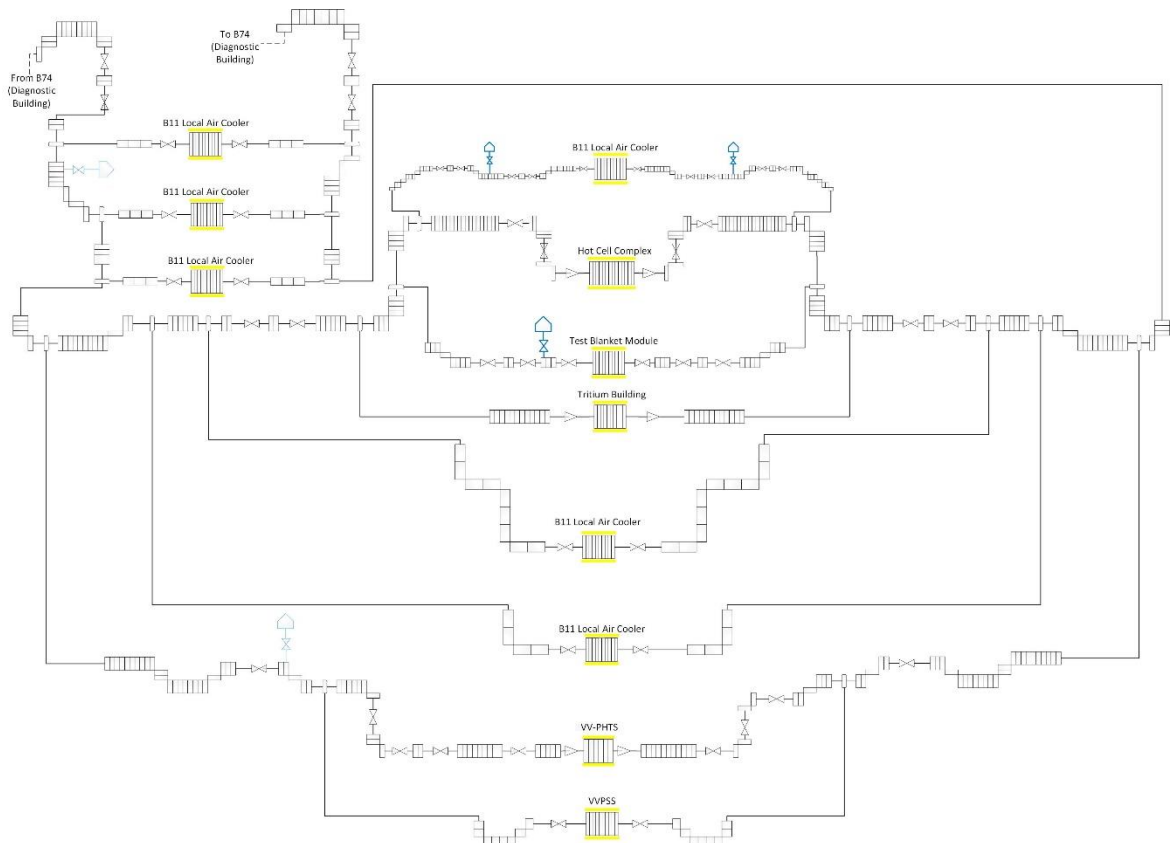 To B74
(Diagnostic
Building)
From B74
(Diagnostic
Building)
B11 Local Air Cooler
B11 Local Air Cooler
B11 Local Air Cooler
B11 Local Air Cooler
Hot Cell Complex
Test Blanket Module
Tritium Building
B11 Local Air Cooler
B11 Local Air Cooler
VV-PHTS
VVPSS